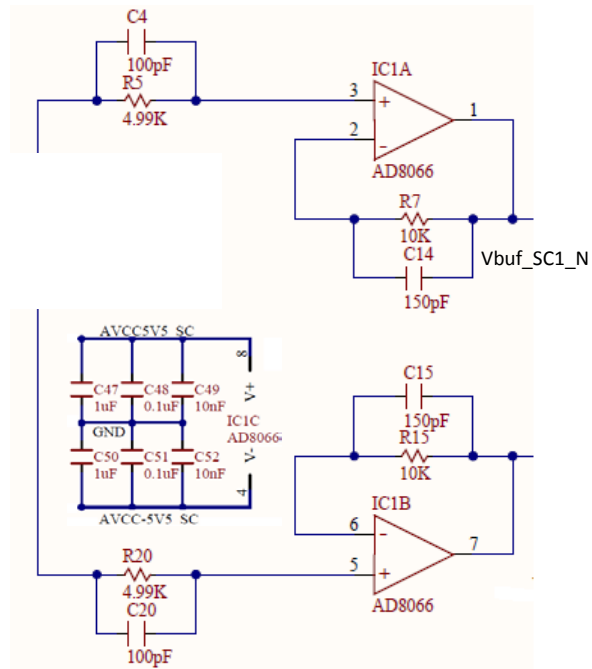 C4
100pF
R5
4.99K
IC1A
3
+
1
2
-
AD8066
R7
10K
C14
150pF
Vbuf_SC1_N
AVCC5V5_SC
8
V+
C47
1uF
C48
0.1uF
C49
10nF
IC1C
AD8066
GND
C50
1uF
C51
0.1uF
C52
10nF
V-
4
AVCC-5V5_SC
C15
150pF
R15
10K
IC1B
6
-
7
5
+
AD8066
R20
4.99K
C20
100pF